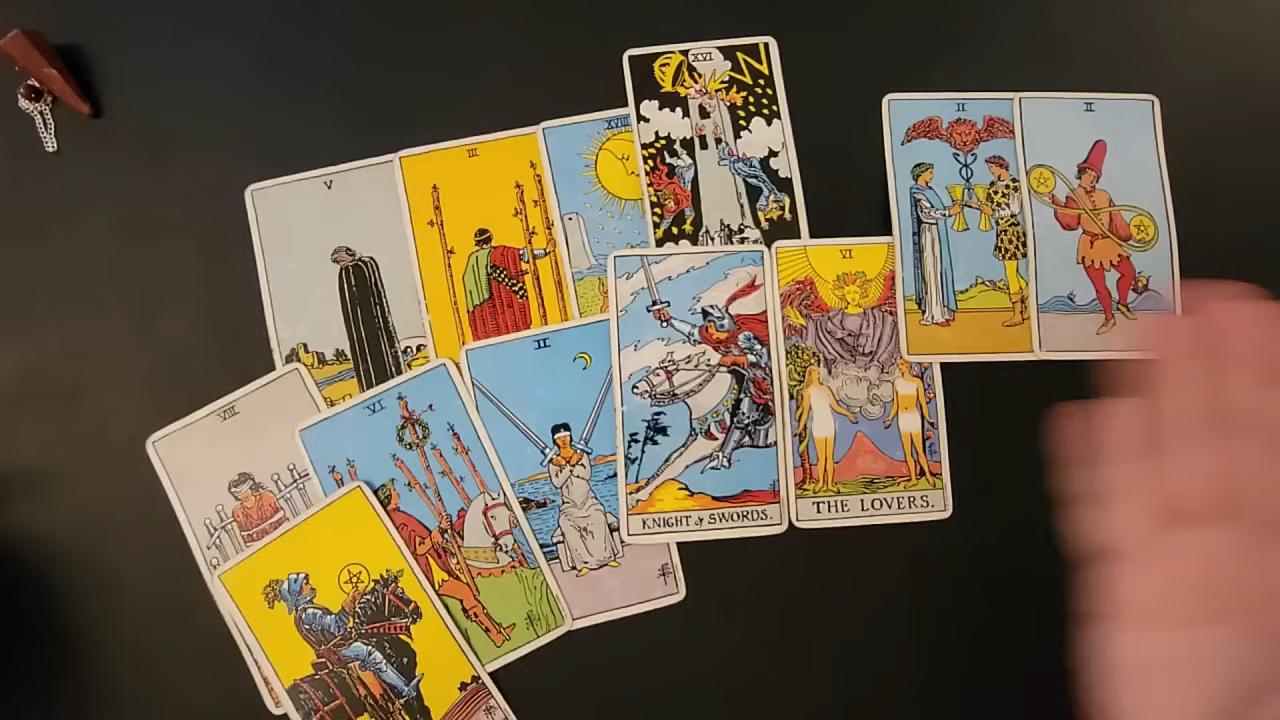 XVI
V
III
XVIII
II
II
VIII
VI
II
VI
KNIGHT of SWORDS.
THE LOVERS.